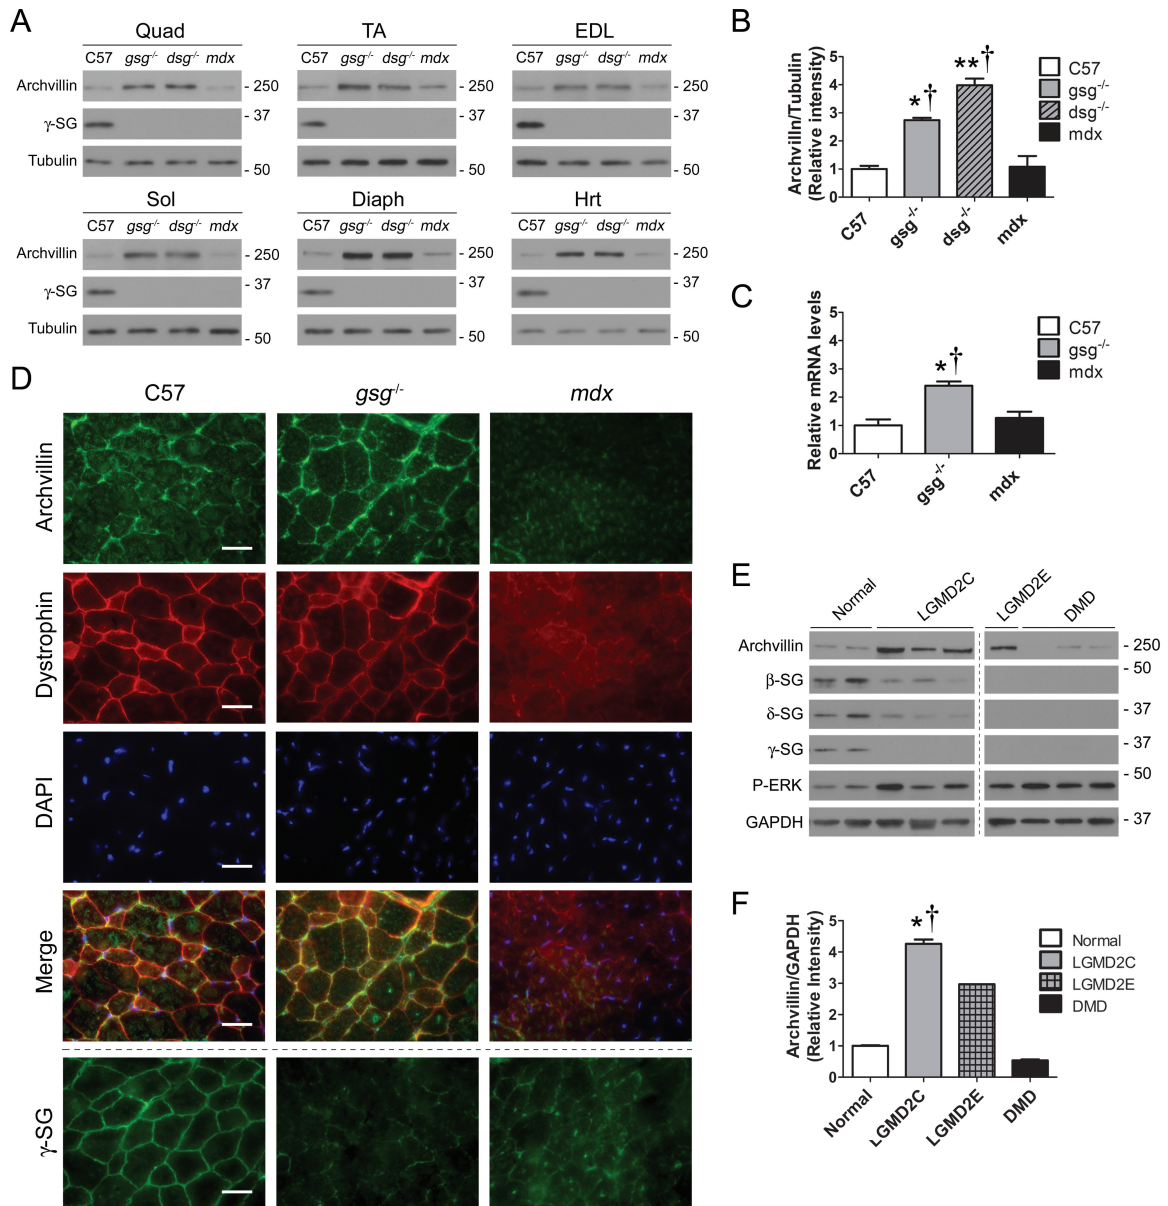 A
Quad
C57 gsg-/- dsg-/- mdx
Archvillin
- 250
γ-SG
- 37
Tubulin
- 50
TA
C57 gsg-/- dsg-/- mdx
- 250
- 37
- 50
EDL
C57 gsg-/- dsg-/- mdx
- 250
- 37
- 50
Sol
C57 gsg-/- dsg-/- mdx
Archvillin
- 250
γ-SG
- 37
Tubulin
- 50
Diaph
C57 gsg-/- dsg-/- mdx
- 250
- 37
- 50
Hrt
C57 gsg-/- dsg-/- mdx
- 250
- 37
- 50
B
Archvillin/Tubulin
(Relative intensity)
5
4
3
2
1
0
*†
**†
C57
gsg-/-
dsg-/-
mdx
C57
gsg-/-
dsg-/-
mdx
C
Relative mRNA levels
5
4
3
2
1
0
*†
C57
gsg-/-
mdx
C57
gsg-/-
mdx
D
C57 gsg-/- mdx
Archvillin
Dystrophin
DAPI
Merge
γ-SG
E
Normal
LGMD2C
LGMD2E
DMD
Archvillin
- 250
- 50
β-SG
δ-SG
- 37
γ-SG
- 37
- 50
P-ERK
GAPDH
- 37
F
Archvillin/GAPDH
(Relative Intensity)
5
4
3
2
1
0
*†
Normal
LGMD2C
LGMD2E
DMD
Normal
LGMD2C
LGMD2E
DMD